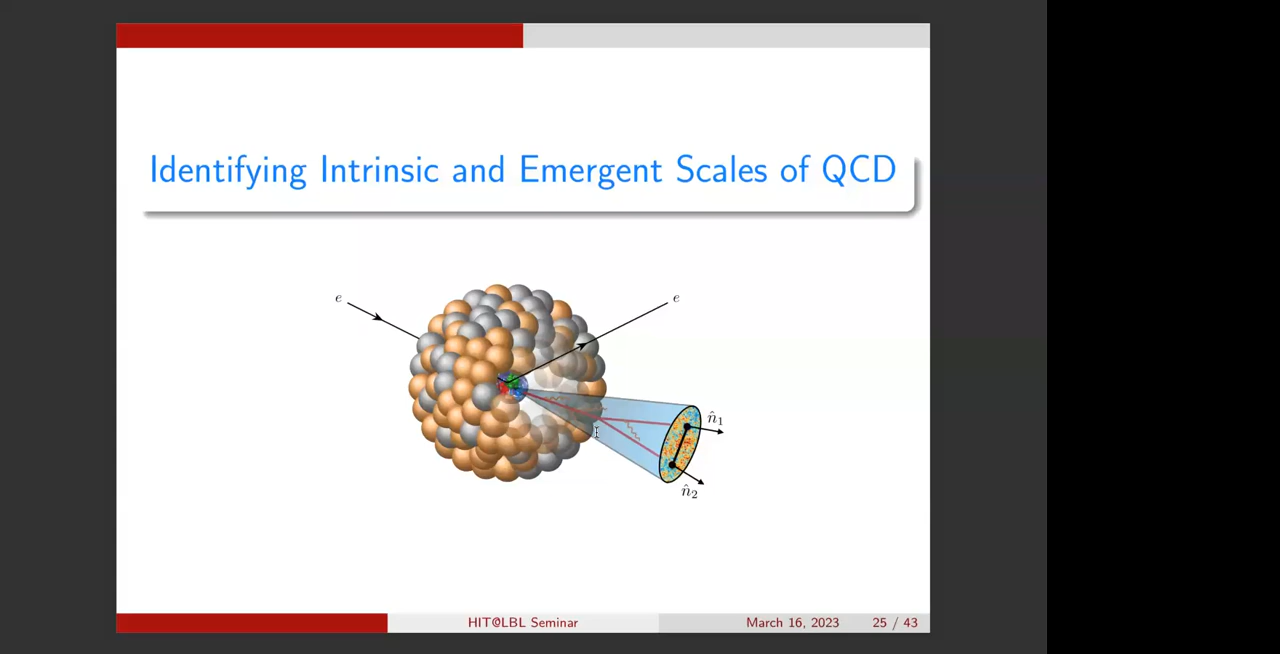 Identifying Intrinsic and Emergent Scales of QCD
e
e
n̂₁
n̂₂
HIT@LBL Seminar
March 16, 2023
25 / 43